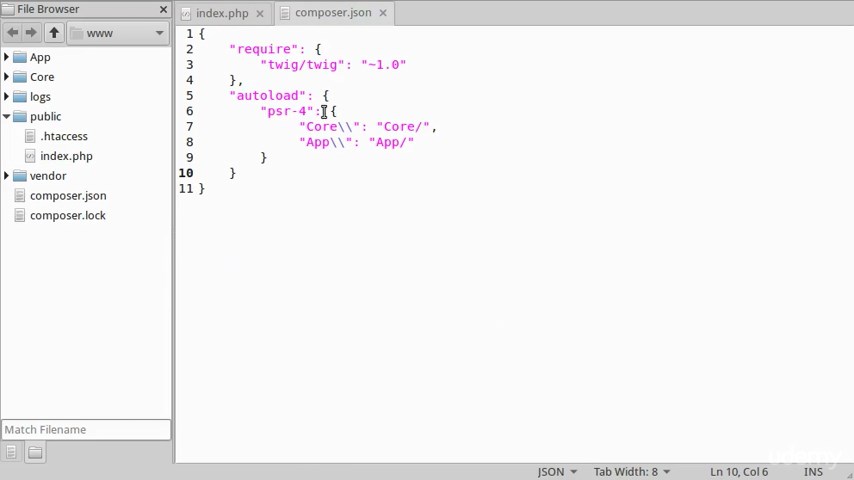 File Browser
index.php
composer.json
www
App
Core
logs
public
.htaccess
index.php
vendor
composer.json
composer.lock
1 {
2 "require": {
3 "twig/twig": "~1.0"
4 },
5 "autoload": {
6 "psr-4": {
7 "Core\\": "Core/",
8 "App\\": "App/"
9 }
10 }
11 }
Match Filename
udemy
JSON Tab Width: 8 Ln 10, Col 6 INS